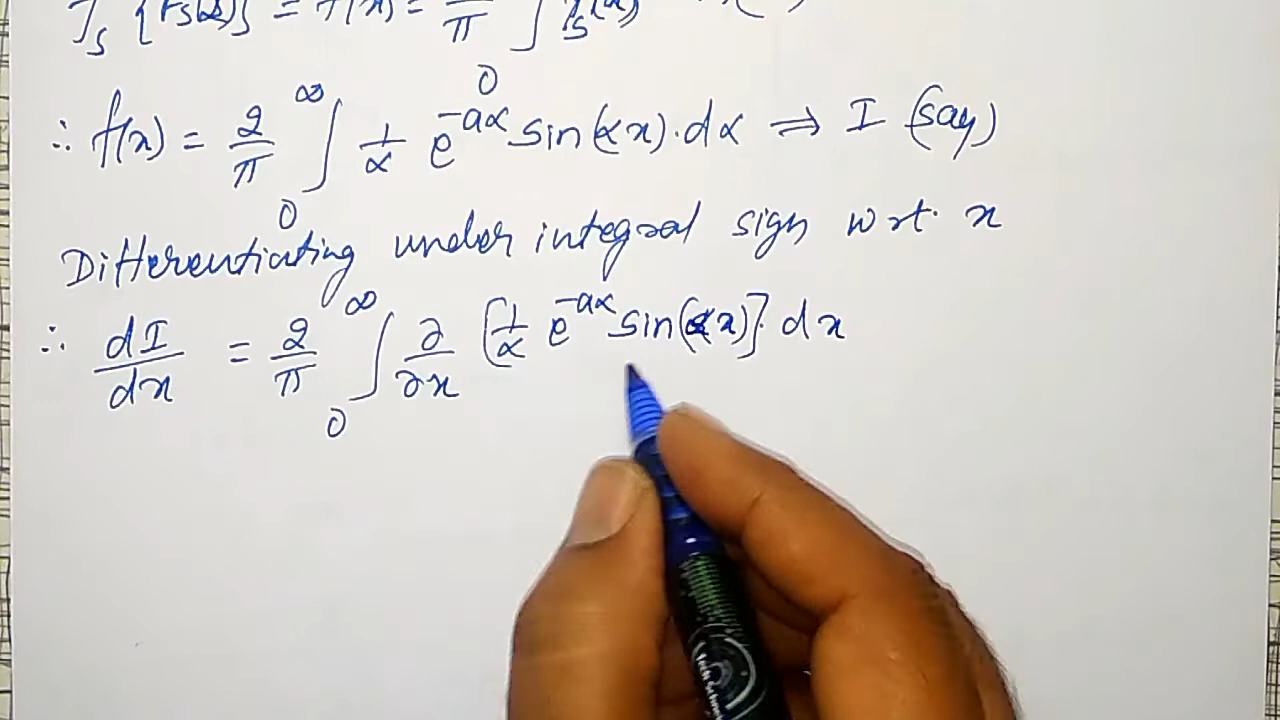 ∴ f(x) = 2/π ∫₀^∞ 1/α e^{-aα} sin(αx)·dα ⇒ I (say)
Differentiating under integral sign wrt. x
∴ dI/dx = 2/π ∫₀^∞ ∂/∂x [1/α e^{-aα} sin(αx)]·dx